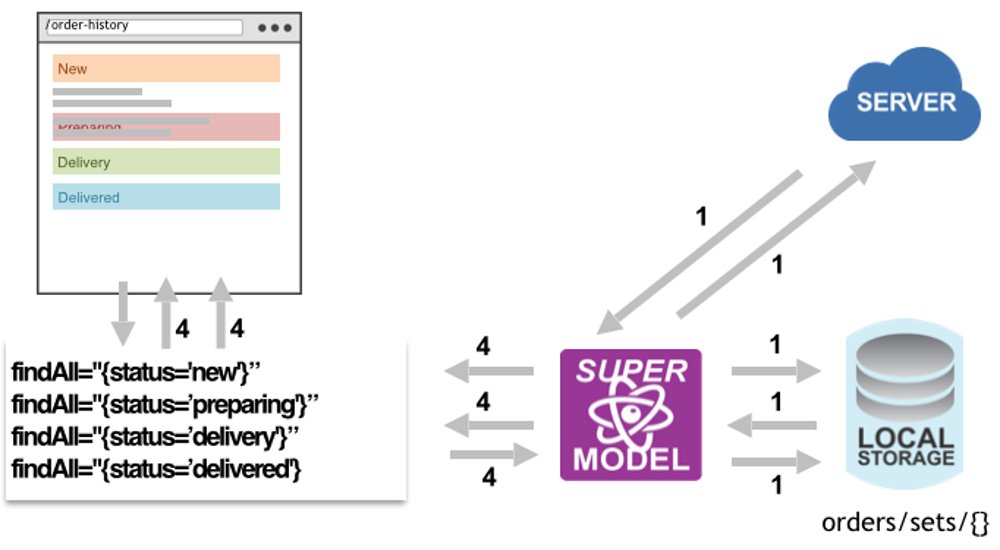 /order-history
New
Preparing
Delivery
Delivered
SERVER
1
1
4
4
findAll="{status='new'}”
findAll="{status=’preparing'}”
findAll="{status=’delivery'}”
findAll="{status=’delivered'}
4
4
4
SUPER
MODEL
1
1
1
LOCAL
STORAGE
orders/sets/{}